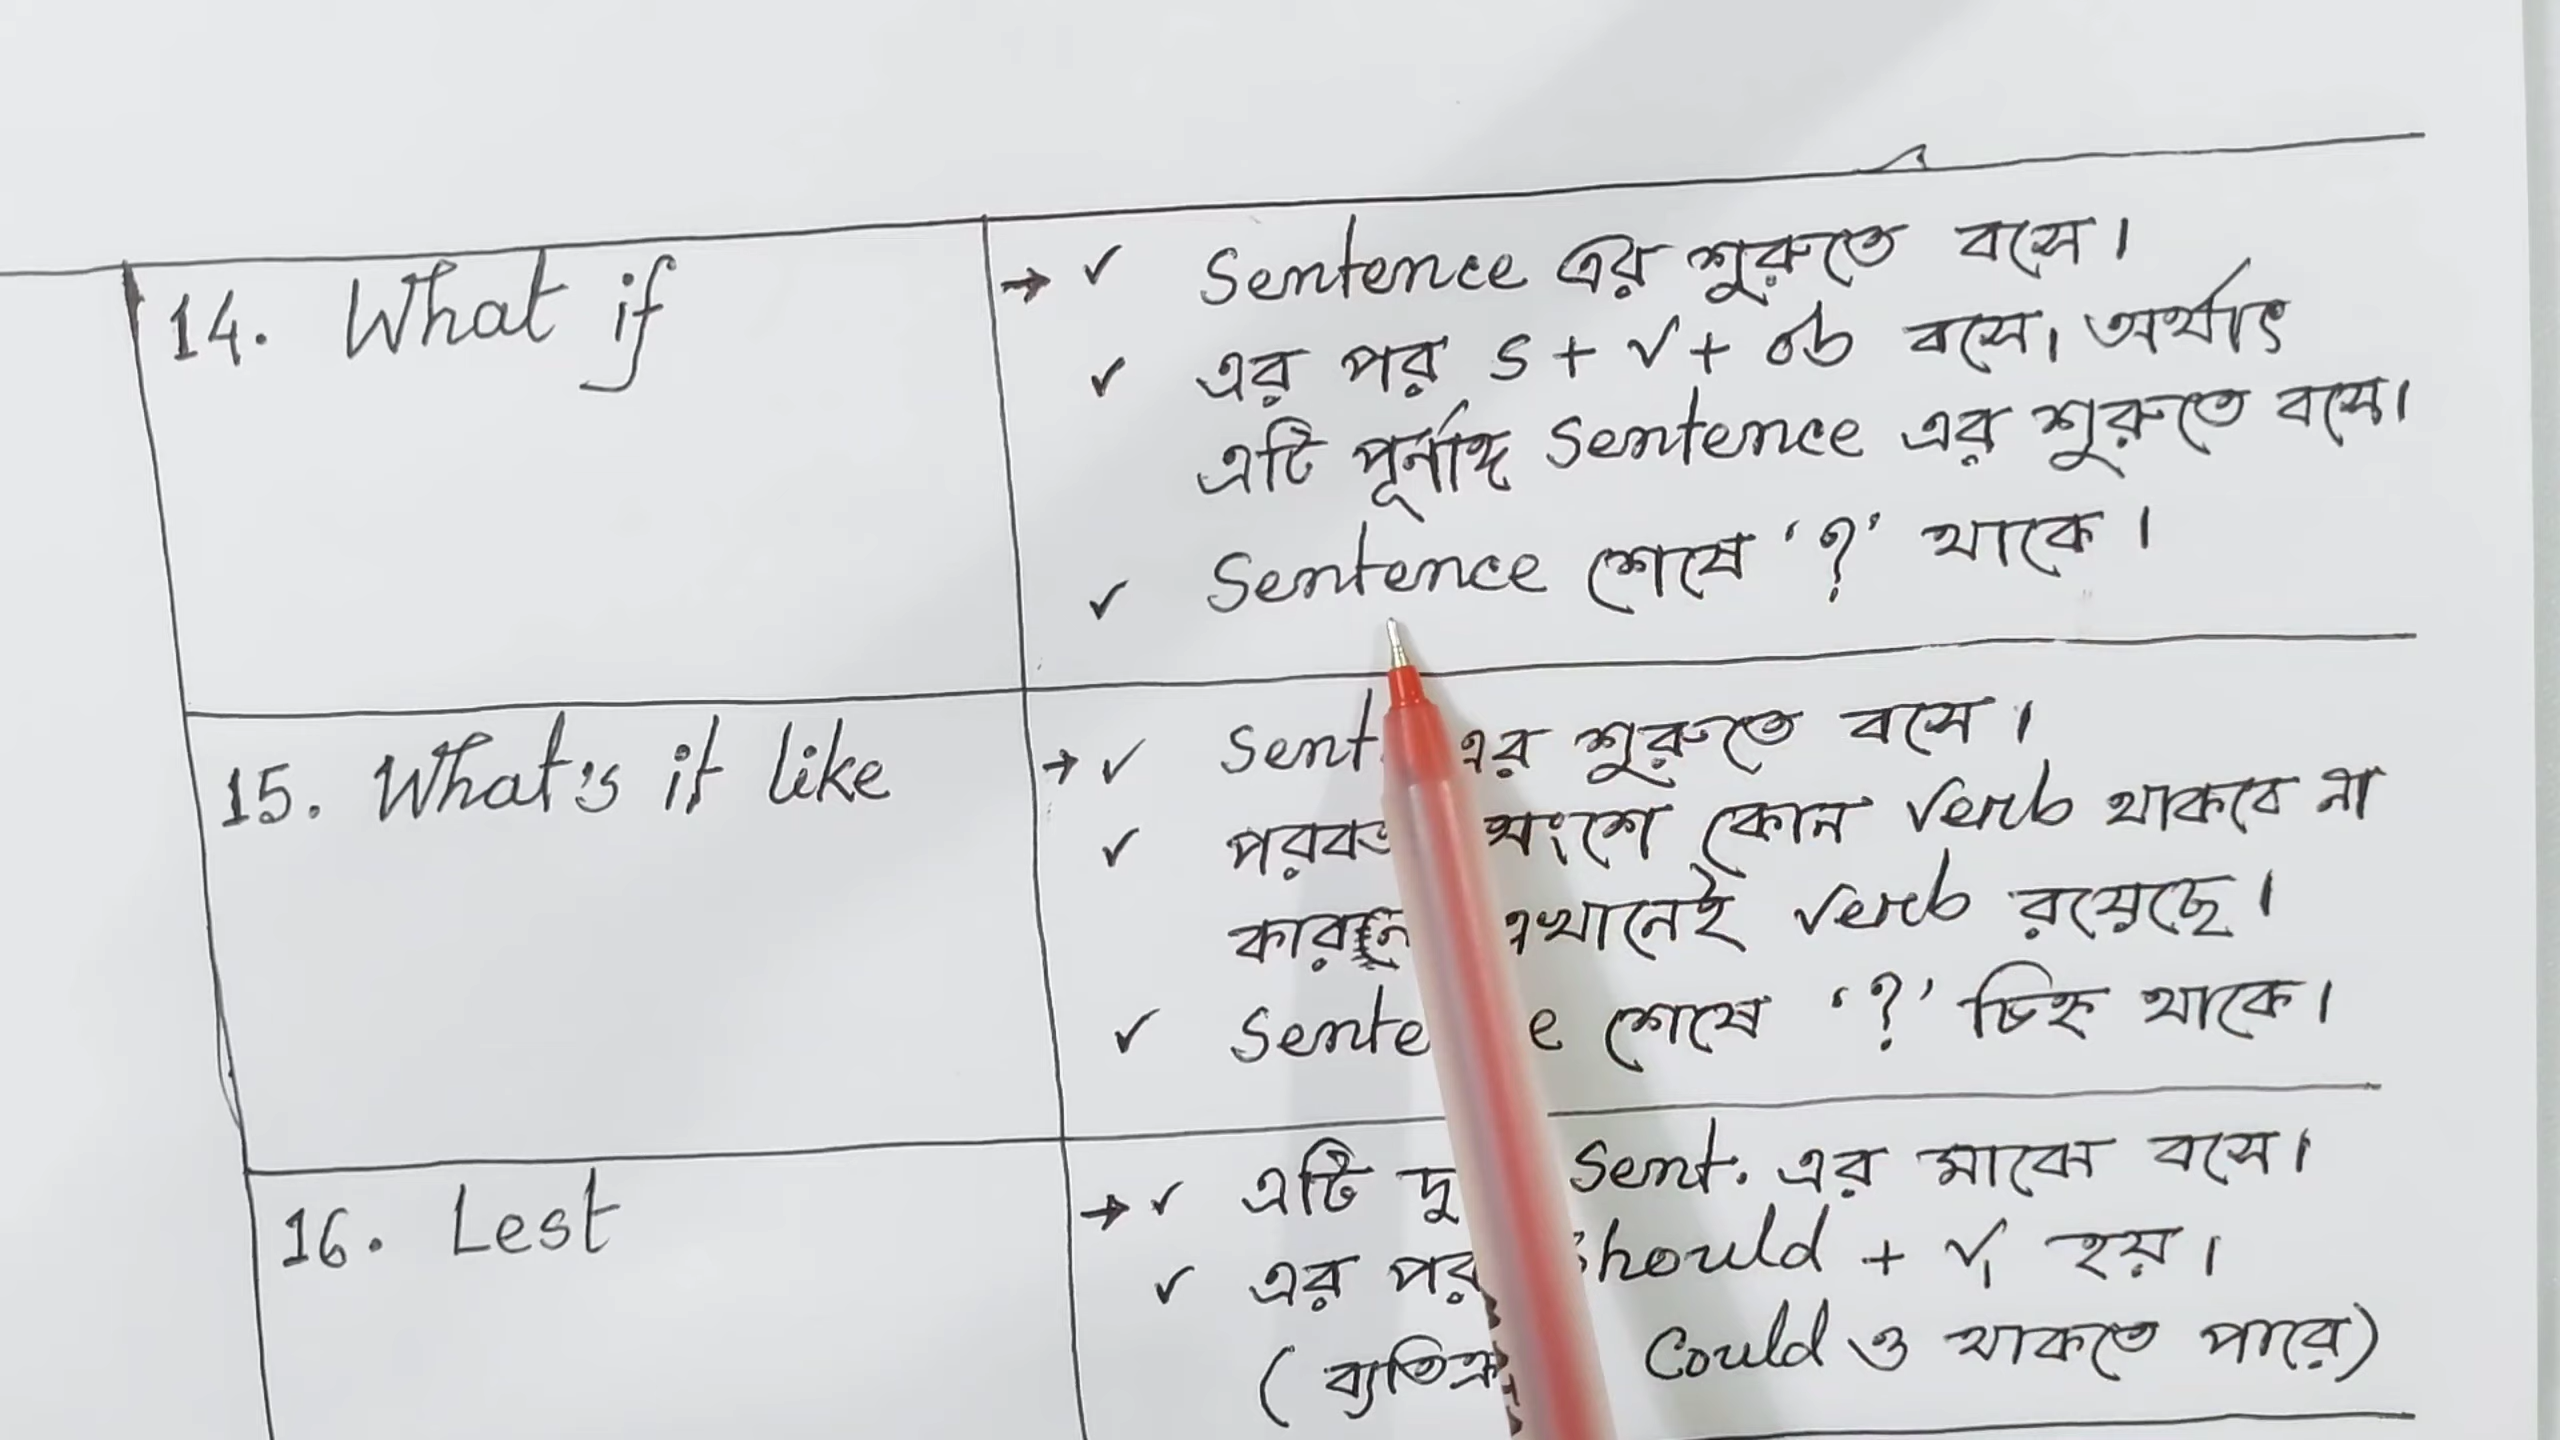 14. What if
→ ✓ Sentence এর শুরুতে বসে।
✓ এর পর S + V + ob বসে। অর্থাৎ
এটি পূর্নাঙ্গ Sentence এর শুরুতে বসে।
✓ Sentence শেষে '?' থাকে।
15. What's it like
→ ✓ Sent. এর শুরুতে বসে।
✓ অংশে কোন Verb থাকবে না
এখানেই Verb রয়েছে।
✓ শেষে '?' চিহ্ন থাকে।
16. Lest
→ ✓ এটি Sent. এর মাঝে বসে।
✓ এর পর Should + V1 হয়।
( Could ও থাকতে পারে)